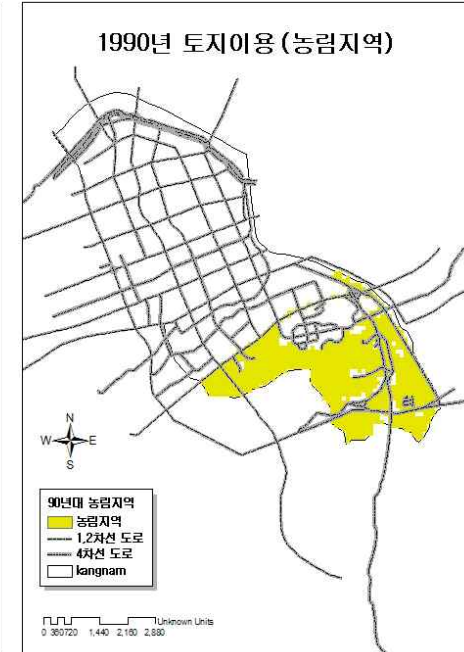 1990년 토지이용(농림지역)
N
W E
S
90년대 농림지역
농림지역
1,2차선 도로
4차선 도로
kangnam
Unknown Units
0 360720 1,440 2,160 2,880